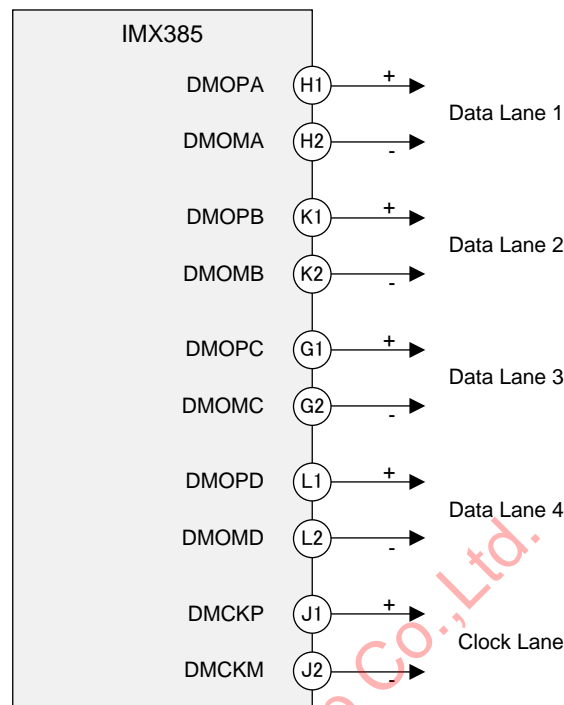 IMX385
DMOPA H1 +
Data Lane 1
DMOMA H2 -
DMOPB K1 +
Data Lane 2
DMOMB K2 -
DMOPC G1 +
Data Lane 3
DMOMC G2 -
DMOPD L1 +
Data Lane 4
DMOMD L2 -
DMCKP J1 +
Clock Lane
DMCKM J2 -
Co.,Ltd.